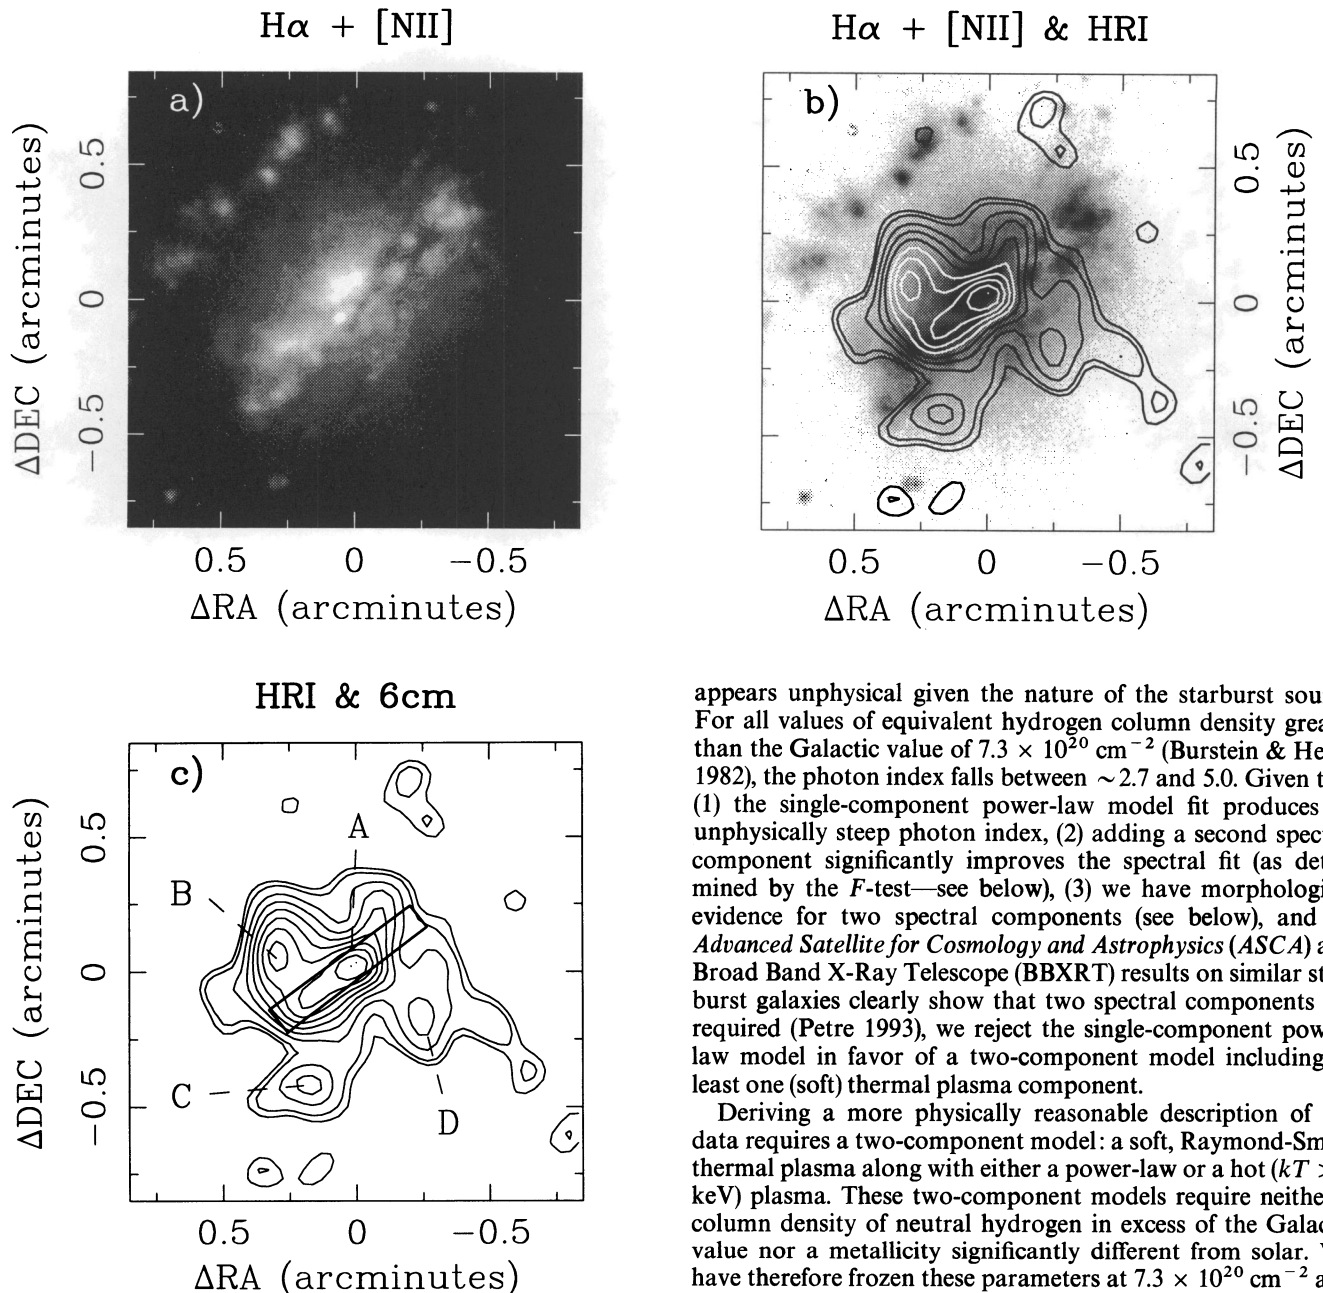 Hα + [NII]
Hα + [NII] & HRI
a)
ΔDEC (arcminutes)
0.5
0
−0.5
0.5 0 −0.5
ΔRA (arcminutes)
b)
0.5
0
−0.5
ΔDEC (arcminutes)
0.5 0 −0.5
ΔRA (arcminutes)
HRI & 6cm
c)
A
B
C
D
ΔDEC (arcminutes)
0.5
0
−0.5
0.5 0 −0.5
ΔRA (arcminutes)
appears unphysical given the nature of the starburst
For all values of equivalent hydrogen column density
than the Galactic value of 7.3 × 10²⁰ cm⁻² (Burstein &
1982), the photon index falls between ~2.7 and 5.0. Given
(1) the single-component power-law model fit produces
unphysically steep photon index, (2) adding a second
component significantly improves the spectral fit (as
mined by the F-test—see below), (3) we have
evidence for two spectral components (see below), and
Advanced Satellite for Cosmology and Astrophysics (ASCA)
Broad Band X-Ray Telescope (BBXRT) results on similar
burst galaxies clearly show that two spectral components
required (Petre 1993), we reject the single-component
law model in favor of a two-component model including
least one (soft) thermal plasma component.
Deriving a more physically reasonable description of
data requires a two-component model: a soft,
thermal plasma along with either a power-law or a hot (kT >
keV) plasma. These two-component models require
column density of neutral hydrogen in excess of the
value nor a metallicity significantly different from solar.
have therefore frozen these parameters at 7.3 × 10²⁰ cm⁻²